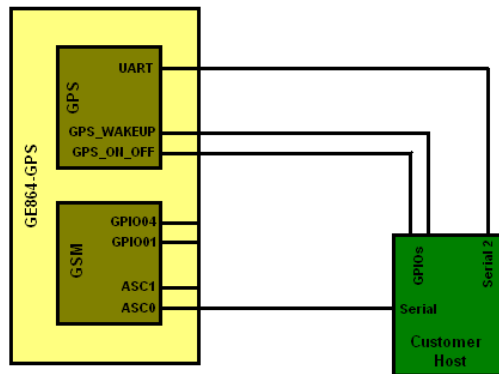 GE864-GPS
GPS
UART
GPS_WAKEUP
GPS_ON_OFF
GSM
GPIO04
GPIO01
ASC1
ASC0
GPIOs
Serial 2
Serial
Customer
Host